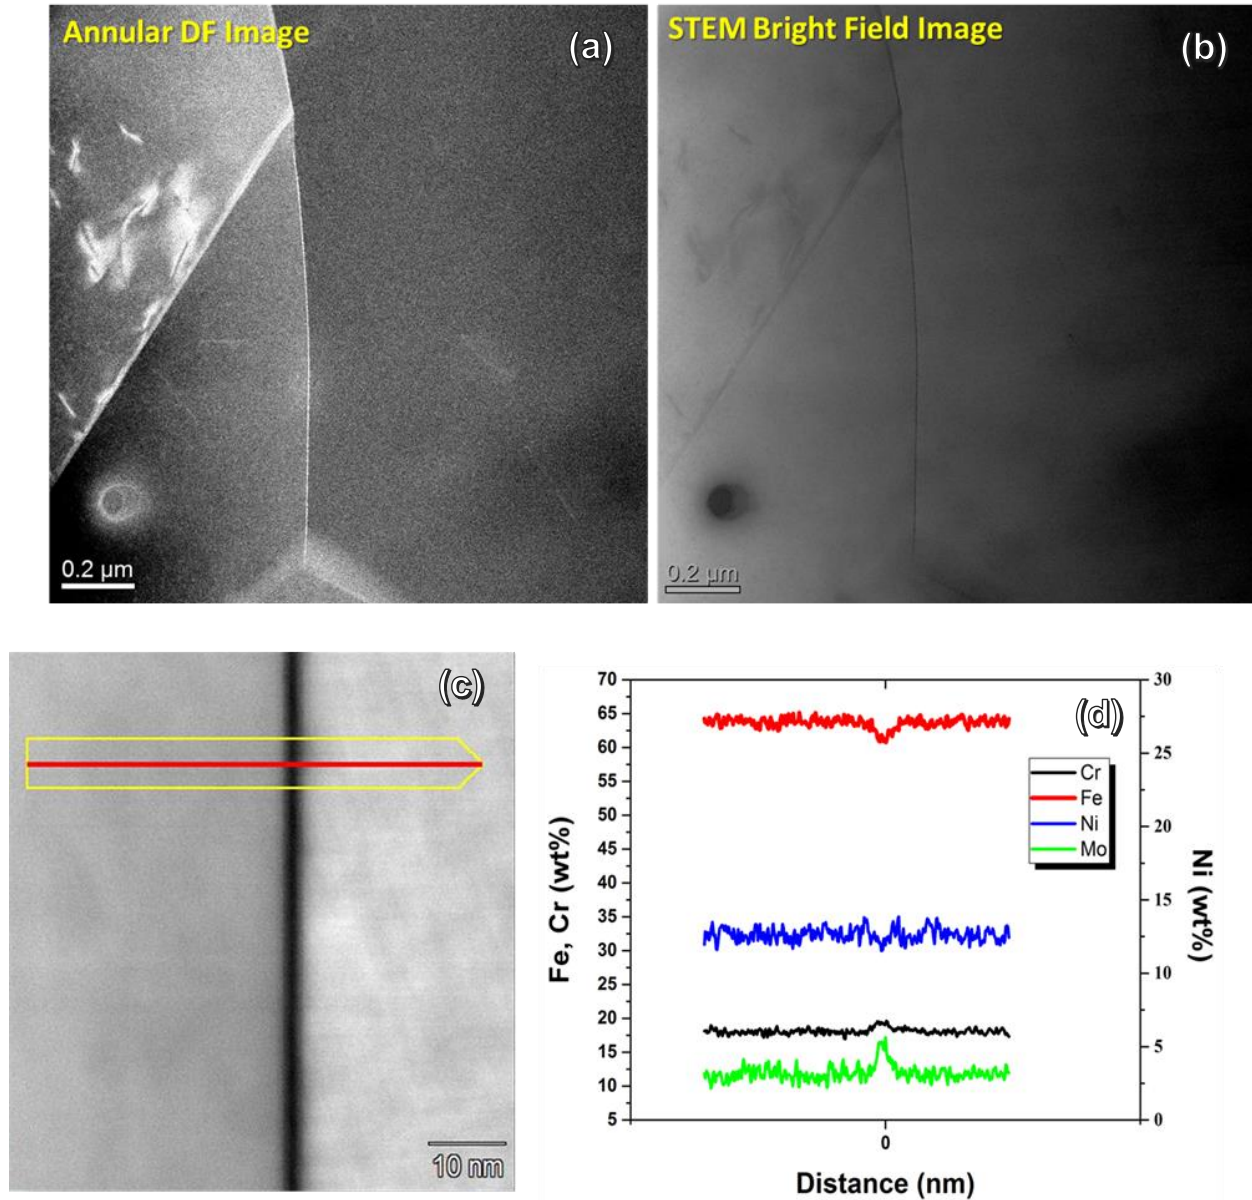 Annular DF Image
(a)
0.2 µm
STEM Bright Field Image
(b)
0.2 µm
(c)
10 nm
(d)
70
65
60
55
50
45
40
35
30
25
20
15
10
5
Fe, Cr (wt%)
Cr
Fe
Ni
Mo
30
25
20
15
10
5
0
Ni (wt%)
0
Distance (nm)